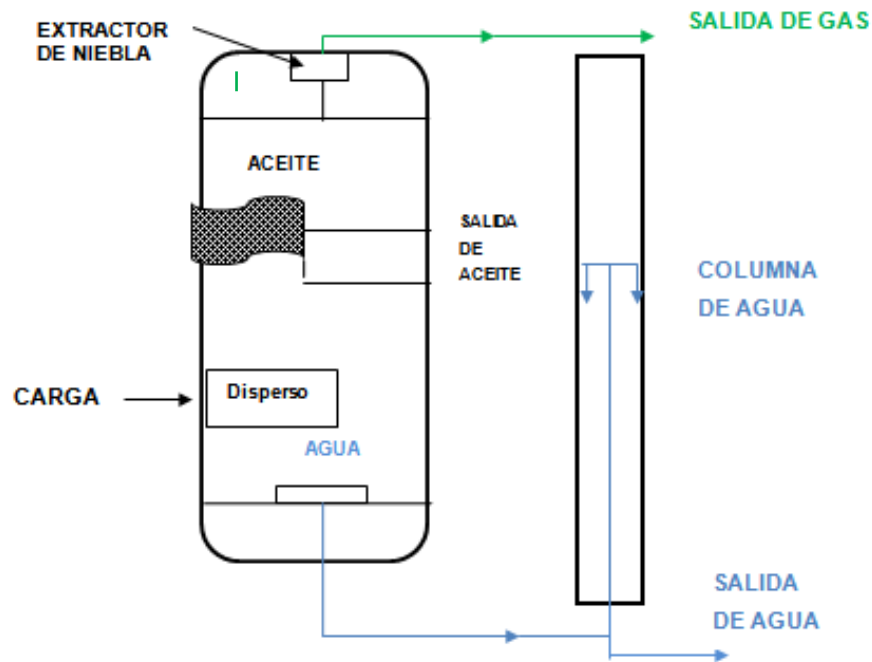 EXTRACTOR
DE NIEBLA
SALIDA DE GAS
I
ACEITE
SALIDA
DE
ACEITE
COLUMNA
DE AGUA
CARGA
Disperso
AGUA
SALIDA
DE AGUA